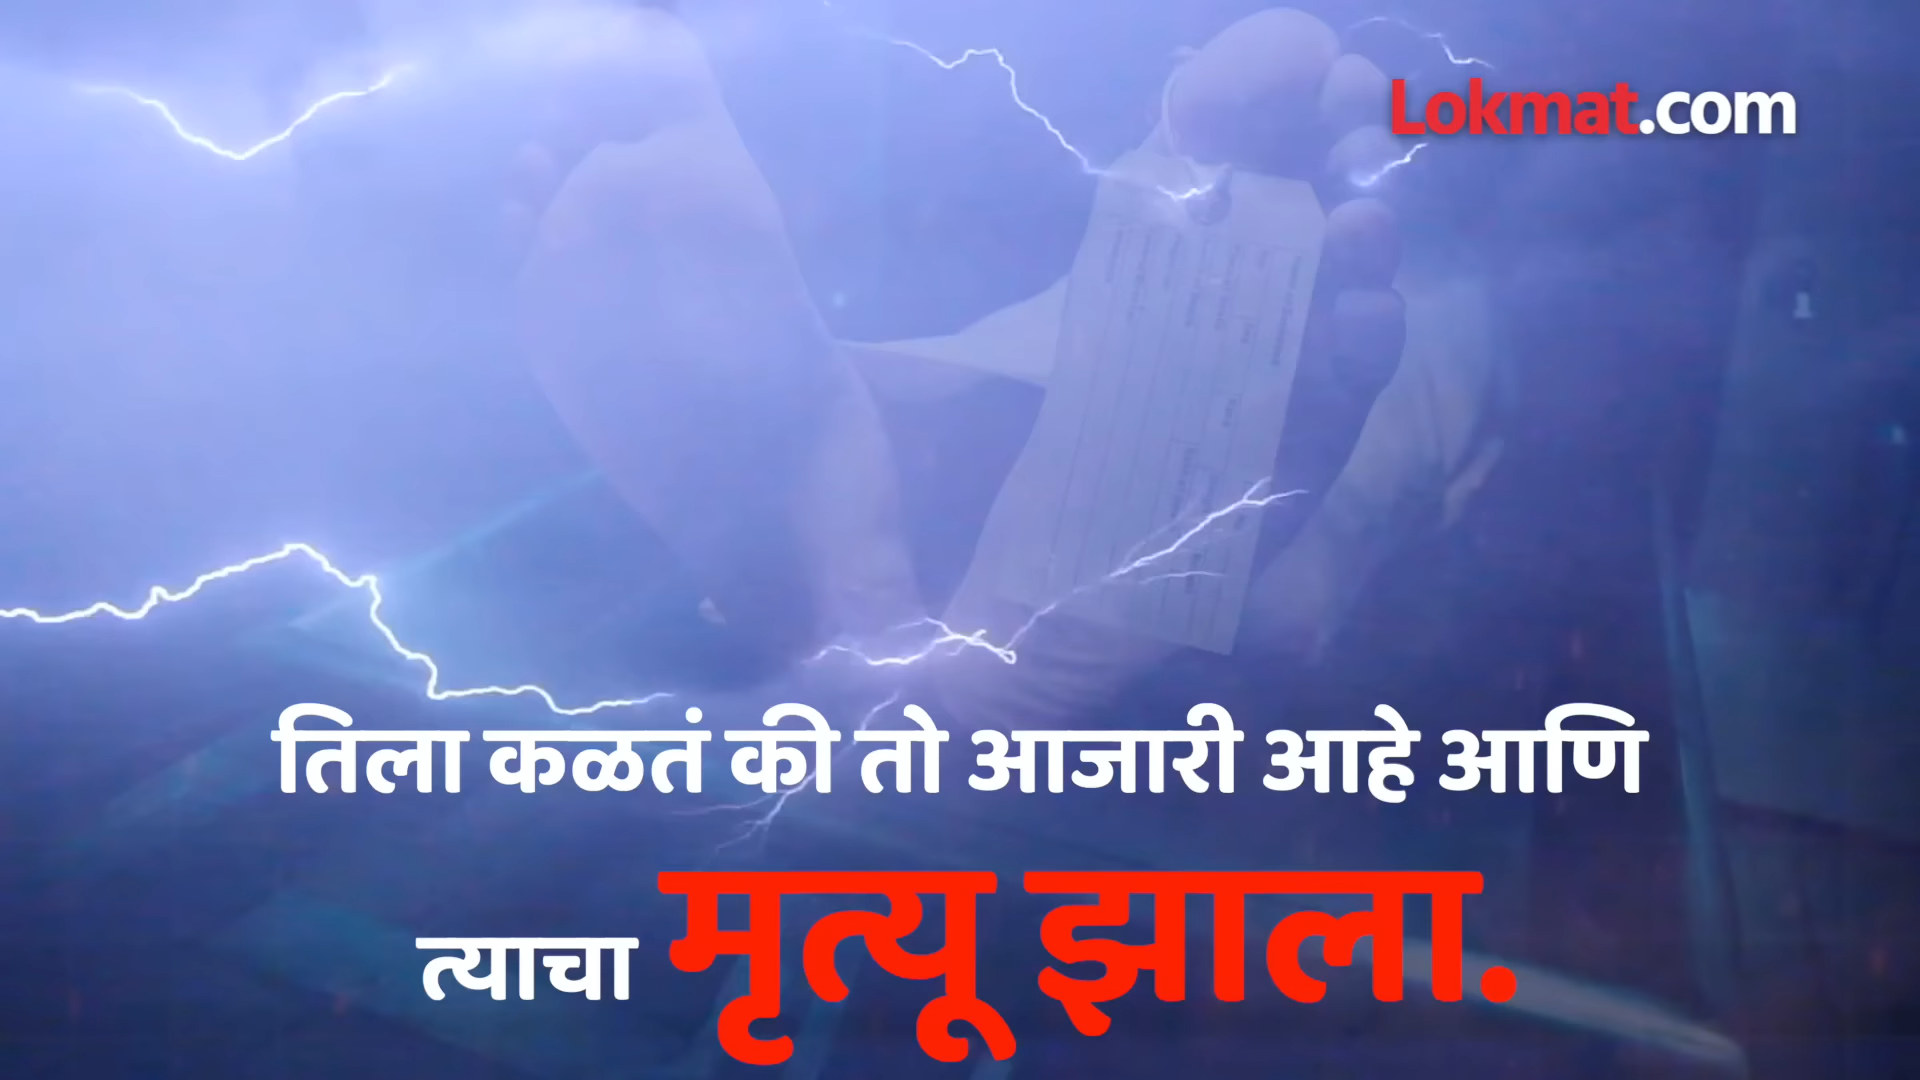 Lokmat.com
तिला कळतं की तो आजारी आहे आणि
त्याचा मृत्यू झाला.